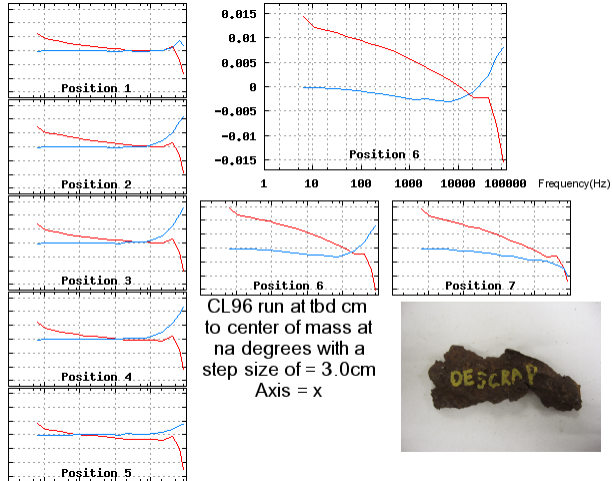 Position 1
Position 2
Position 3
Position 4
Position 5
0.015
0.01
0.005
0
-0.005
-0.01
-0.015
Position 6
1 10 100 1000 10000 100000 Frequency(Hz)
Position 6
Position 7
CL96 run at tbd cm
to center of mass at
na degrees with a
step size of = 3.0cm
Axis = x
DESCRAP